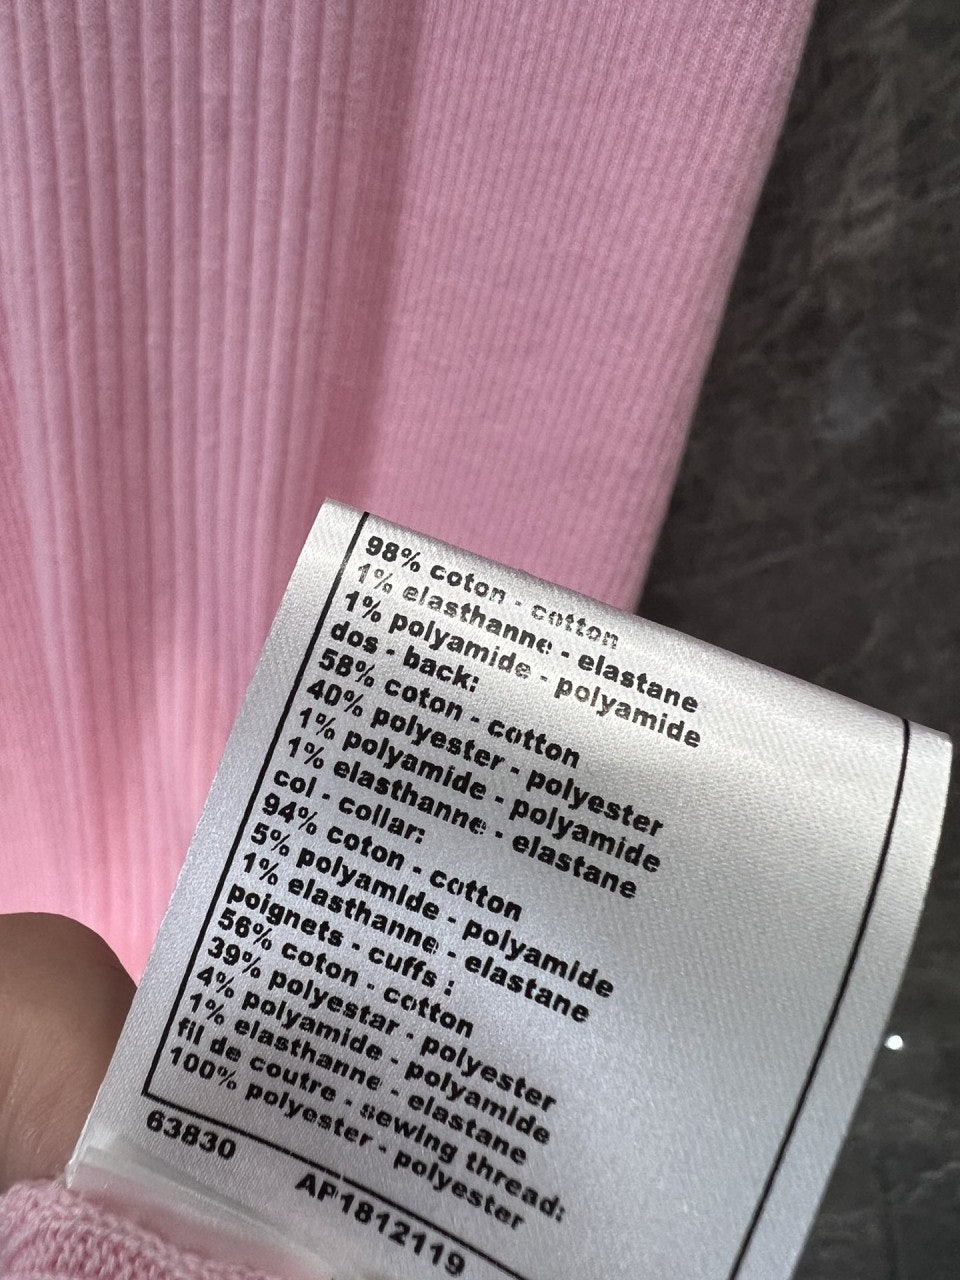 98% coton - cotton
1% elasthanne - elastane
1% polyamide - polyamide
dos - back:
58% coton - cotton
40% polyester - polyester
1% polyamide - polyamide
1% elasthanne - elastane
col - collar:
94% coton - cotton
5% polyamide - polyamide
1% elasthanne - elastane
poignets - cuffs :
56% coton - cotton
39% polyestar - polyester
4% polyamide - polyamide
1% elasthanne - elastane
fil de coutre - sewing thread:
100% polyester - polyester
63830
AP1812119